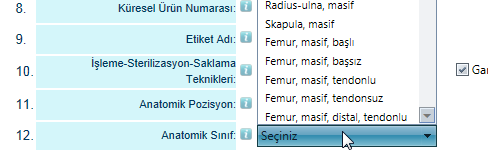 8. Küresel Ürün Numarası:
9. Etiket Adı:
10. İşleme-Sterilizasyon-Saklama
Teknikleri:
11. Anatomik Pozisyon:
12. Anatomik Sınıf:
Radius-ulna, masif
Skapula, masif
Femur, masif, başlı
Femur, masif, başsız
Femur, masif, tendonlu
Femur, masif, tendonsuz
Femur, masif, distal, tendonlu
Seçiniz